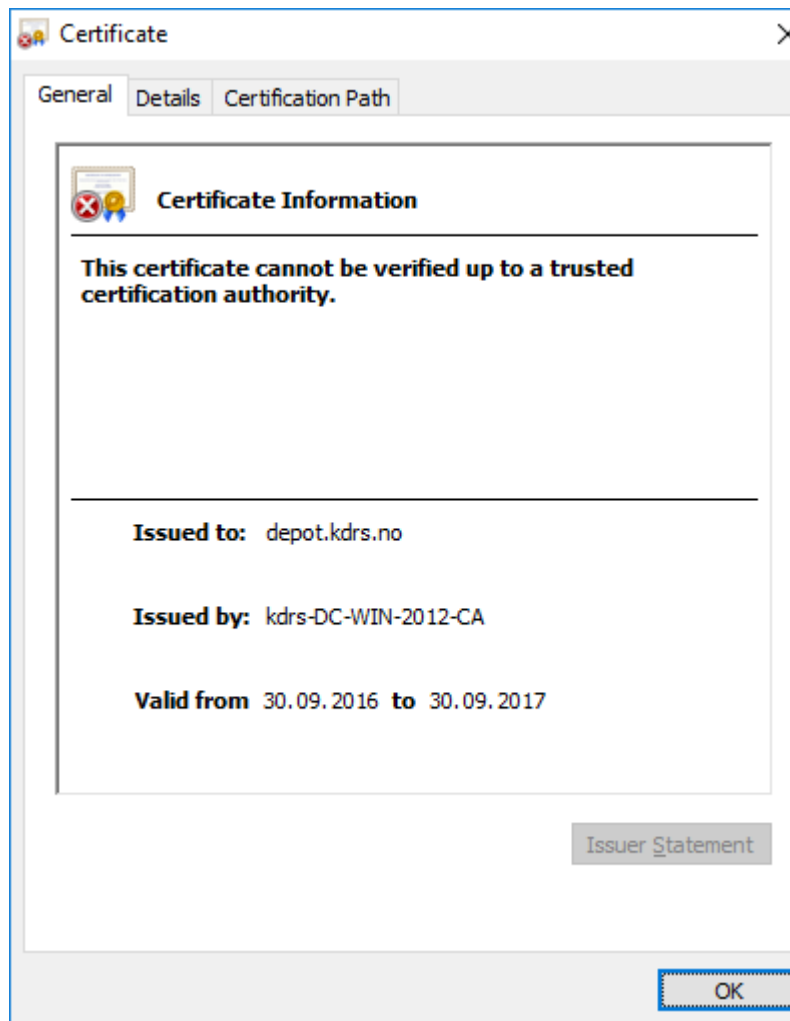 Certificate
General Details Certification Path
Certificate Information
This certificate cannot be verified up to a trusted
certification authority.
Issued to: depot.kdrs.no
Issued by: kdrs-DC-WIN-2012-CA
Valid from 30.09.2016 to 30.09.2017
Issuer Statement
OK